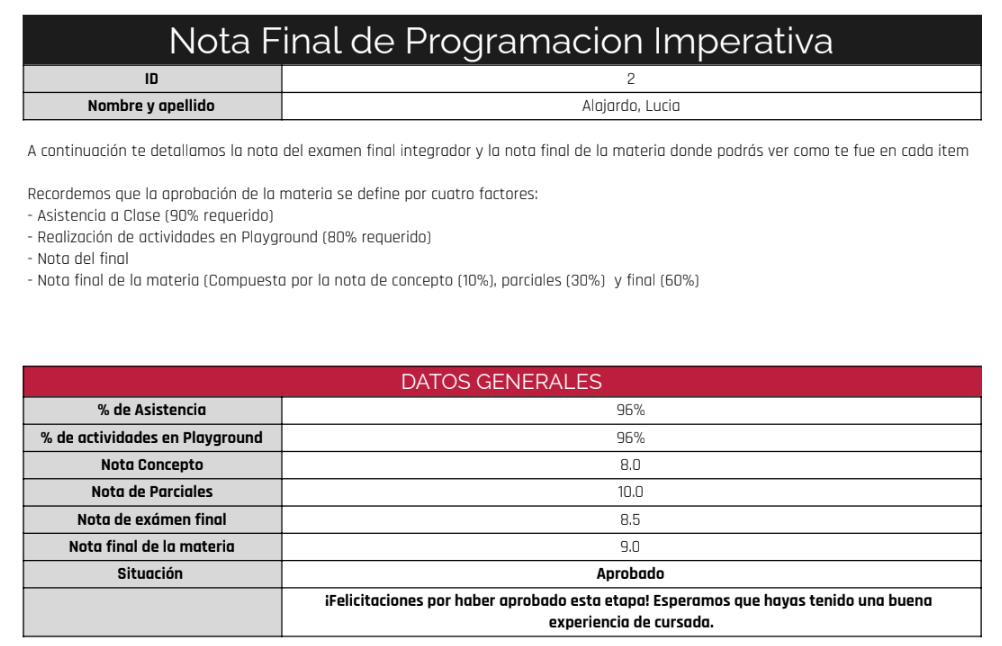 Nota Final de Programacion Imperativa
ID 2
Nombre y apellido Alajardo, Lucia
A continuación te detallamos la nota del examen final integrador y la nota final de la materia donde podrás ver como te fue en cada item
Recordemos que la aprobación de la materia se define por cuatro factores:
- Asistencia a Clase (90% requerido)
- Realización de actividades en Playground (80% requerido)
- Nota del final
- Nota final de la materia (Compuesta por la nota de concepto (10%), parciales (30%) y final (60%)
DATOS GENERALES
% de Asistencia 96%
% de actividades en Playground 96%
Nota Concepto 8.0
Nota de Parciales 10.0
Nota de exámen final 8.5
Nota final de la materia 9.0
Situación Aprobado
¡Felicitaciones por haber aprobado esta etapa! Esperamos que hayas tenido una buena
experiencia de cursada.